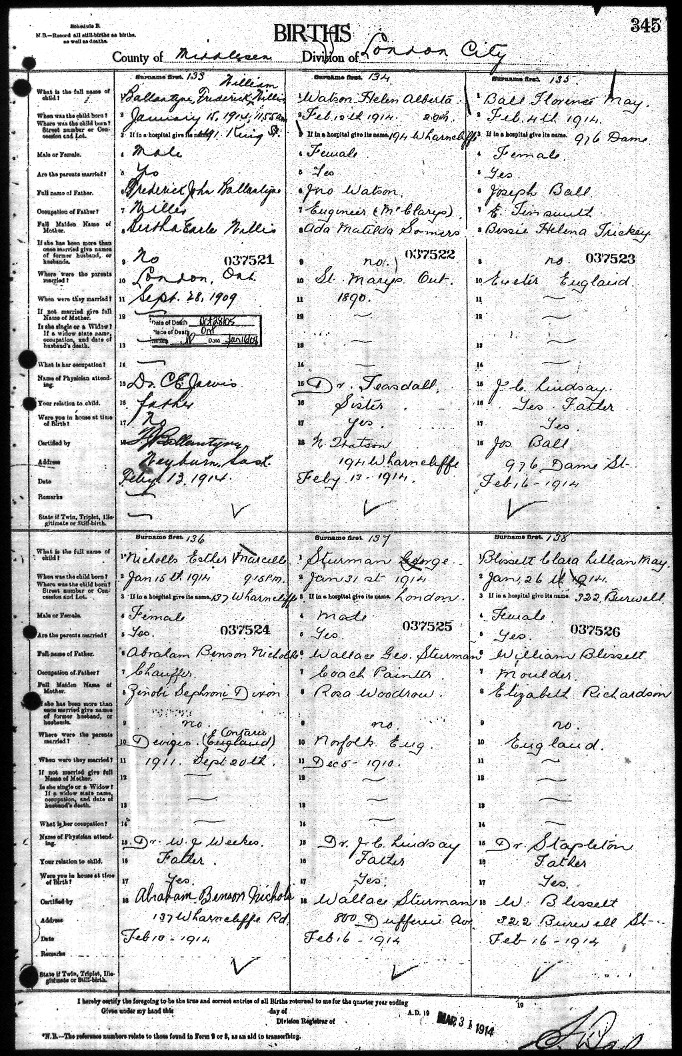 Schedule B.
N.B.—Record all still-births as births, as well as deaths.
BIRTHS
345
County of Middlesex Division of London City
Surname first. 133
What is the full name of child?
William
Ballantyne, Frederick Willis
When was the child born?
January 18, 1914,
Where was the child born? Street number or Concession and Lot.
If in a hospital give its name. King St.
Male or Female.
Male
Are the parents married?
Yes
Full name of Father.
Frederick John Ballantyne
Occupation of Father?
Full Maiden Name of Mother.
Bertha Earle Willis
If she has been more than once married give names of former husband, or husbands.
No
037521
Where were the parents married?
London, Ont.
When were they married?
Sept. 28, 1909
If not married give full Name of Mother.
Is she single or a Widow? If a widow state name, occupation, and date of husband's death.
Date of Death
Place of Death Ont
What is her occupation?
Name of Physician attending.
Dr. C E Jarvis
Your relation to child.
father
Were you in house at time of Birth?
No
Certified by
Ballantyne
Address
Weyburn, Sask.
Date
Feby 13, 1914
Remarks
State if Twin, Triplet, Illegitimate or Still-birth.
Surname first. 134
Watson Helen Alberta
Feb 10th 1914
If in a hospital give its name. 194 Wharncliffe
Female
Yes
Jno Watson
Engineer (McClarys)
Ada Matilda Somers
no.
037522
St. Marys Ont.
1890.
Dr. Teasdall
Sister
Yes.
Watson
194 Wharncliffe
Feby 13 - 1914.
Surname first. 135
Ball Florence May.
Feb. 4th 1914.
If in a hospital give its name. 976 Dame
Female.
Yes
Joseph Ball
E. Tinsmith
Bessie Helena Trickey
no.
037523
Exeter England
J. C. Lindsay.
Yes. Father
Yes.
Jos Ball
976 Dame St.
Feb 16 - 1914
Surname first. 136
What is the full name of child?
Nicholls Esther Marcella
When was the child born?
Jan 15th 1914 9.15 P.m.
Where was the child born? Street number or Concession and Lot.
If in a hospital give its name. 137 Wharncliffe
Male or Female.
Female
Are the parents married?
Yes.
037524
Full name of Father.
Abraham Benson Nicholls
Occupation of Father?
Chauffer.
Full Maiden Name of Mother.
Dixon
If she has been more than once married give names of former husband, or husbands.
no.
Where were the parents married?
Ontario
(England)
When were they married?
1911. Sept 20th.
If not married give full Name of Mother.
Is she single or a Widow? If a widow state name, occupation, and date of husband's death.
What is her occupation?
Name of Physician attending.
Dr. W. J Weekes.
Your relation to child.
Father.
Were you in house at time of Birth?
Yes.
Certified by
Abraham Benson Nichols
Address
137 Wharncliffe Rd.
Date
Feb 10 - 1914
Remarks
State if Twin, Triplet, Illegitimate or Still-birth.
Surname first. 137
Sturman George.
Jan 31st 1914
If in a hospital give its name. London
Male
Yes.
037525
Wallace Geo. Sturman
Coach Painter
Rosa Woodrow.
no.
Norfolk Eng.
Dec 5 - 1910.
Dr. J. C. Lindsay
Father
Yes.
Wallace Sturman
800 Dufferin Ave.
Feb 16 - 1914
Surname first. 138
Blissett Clara Lillian May.
Jan. 26th 1914.
If in a hospital give its name. 322 Burwell
Female.
Yes.
037526
William Blissett
Moulder.
Elizabeth Richardson
no.
England.
Dr. Stapleton
Father
Yes.
W. Blissett
322 Burwell St.
Feb 16 - 1914
I hereby certify the foregoing to be the true and correct entries of all Births returned to me for the quarter year ending 19
Given under my hand this day of A.D. 19
MAR 31 1914
Division Registrar of
*N.B.—The reference numbers relate to those found in Form 2 or 3, as an aid to transcribing.